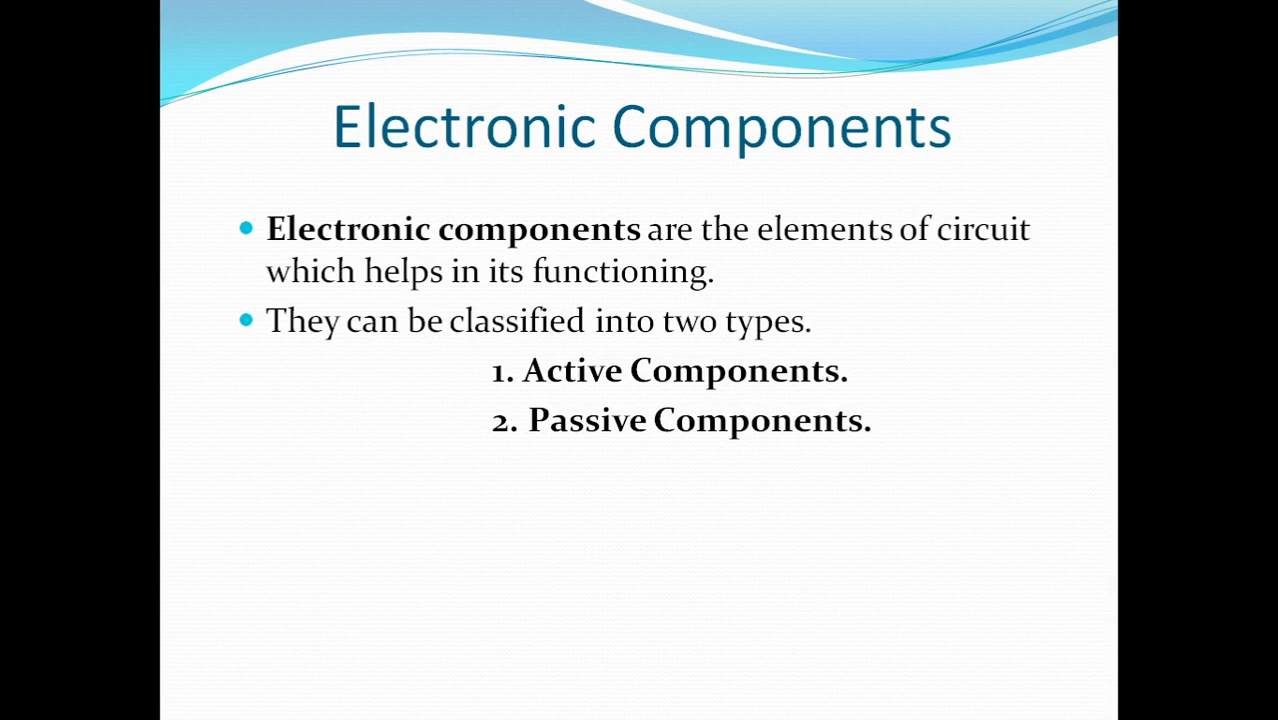 Electronic Components
Electronic components are the elements of circuit
which helps in its functioning.
They can be classified into two types.
1. Active Components.
2. Passive Components.